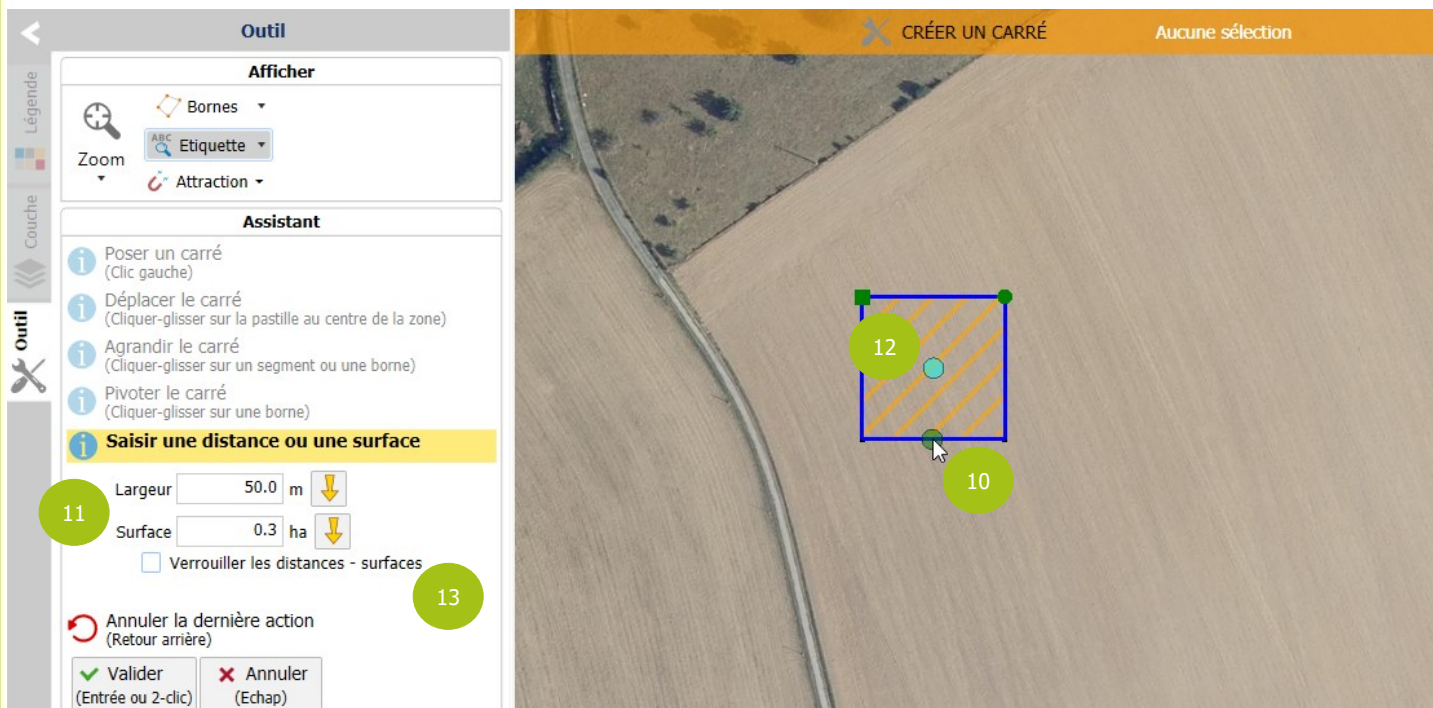 Outil
CRÉER UN CARRÉ
Aucune sélection
Légende
Couche
Outil
Afficher
Zoom
Bornes
ABC
Etiquette
Attraction
Assistant
Poser un carré
(Clic gauche)
Déplacer le carré
(Cliquer-glisser sur la pastille au centre de la zone)
Agrandir le carré
(Cliquer-glisser sur un segment ou une borne)
Pivoter le carré
(Cliquer-glisser sur une borne)
Saisir une distance ou une surface
Largeur 50.0 m
11
Surface 0.3 ha
Verrouiller les distances - surfaces
13
Annuler la dernière action
(Retour arrière)
Valider
(Entrée ou 2-clic)
Annuler
(Echap)
12
10